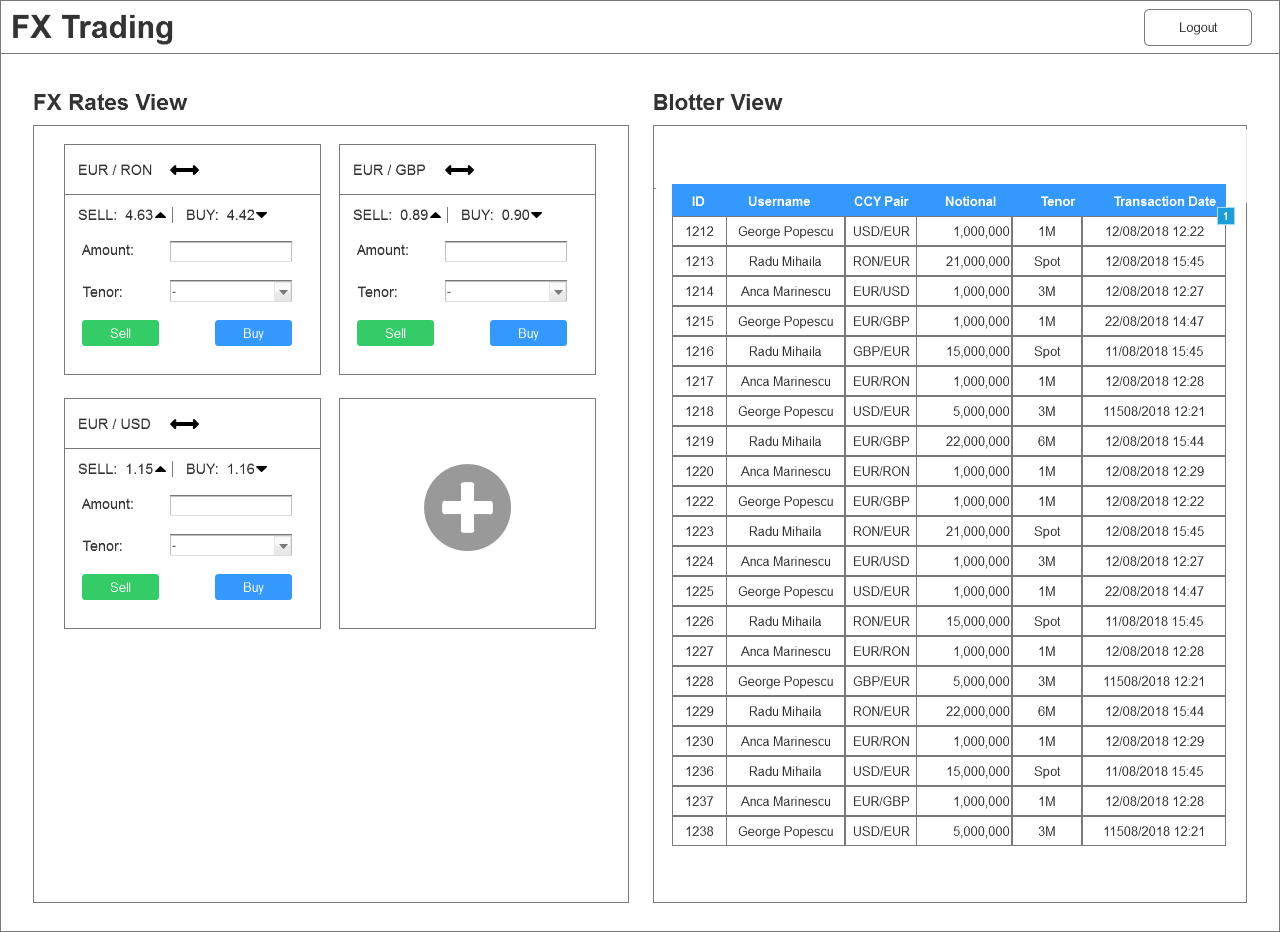 FX Trading
Logout
FX Rates View
EUR / RON
SELL: 4.63 BUY: 4.42
Amount:
Tenor: -
Sell Buy
EUR / GBP
SELL: 0.89 BUY: 0.90
Amount:
Tenor: -
Sell Buy
EUR / USD
SELL: 1.15 BUY: 1.16
Amount:
Tenor: -
Sell Buy
Blotter View
ID Username CCY Pair Notional Tenor Transaction Date
1
1212 George Popescu USD/EUR 1,000,000 1M 12/08/2018 12:22
1213 Radu Mihaila RON/EUR 21,000,000 Spot 12/08/2018 15:45
1214 Anca Marinescu EUR/USD 1,000,000 3M 12/08/2018 12:27
1215 George Popescu EUR/GBP 1,000,000 1M 22/08/2018 14:47
1216 Radu Mihaila GBP/EUR 15,000,000 Spot 11/08/2018 15:45
1217 Anca Marinescu EUR/RON 1,000,000 1M 12/08/2018 12:28
1218 George Popescu USD/EUR 5,000,000 3M 11508/2018 12:21
1219 Radu Mihaila EUR/GBP 22,000,000 6M 12/08/2018 15:44
1220 Anca Marinescu EUR/RON 1,000,000 1M 12/08/2018 12:29
1222 George Popescu EUR/GBP 1,000,000 1M 12/08/2018 12:22
1223 Radu Mihaila RON/EUR 21,000,000 Spot 12/08/2018 15:45
1224 Anca Marinescu EUR/USD 1,000,000 3M 12/08/2018 12:27
1225 George Popescu USD/EUR 1,000,000 1M 22/08/2018 14:47
1226 Radu Mihaila RON/EUR 15,000,000 Spot 11/08/2018 15:45
1227 Anca Marinescu EUR/RON 1,000,000 1M 12/08/2018 12:28
1228 George Popescu GBP/EUR 5,000,000 3M 11508/2018 12:21
1229 Radu Mihaila RON/EUR 22,000,000 6M 12/08/2018 15:44
1230 Anca Marinescu EUR/RON 1,000,000 1M 12/08/2018 12:29
1236 Radu Mihaila USD/EUR 15,000,000 Spot 11/08/2018 15:45
1237 Anca Marinescu EUR/GBP 1,000,000 1M 12/08/2018 12:28
1238 George Popescu USD/EUR 5,000,000 3M 11508/2018 12:21